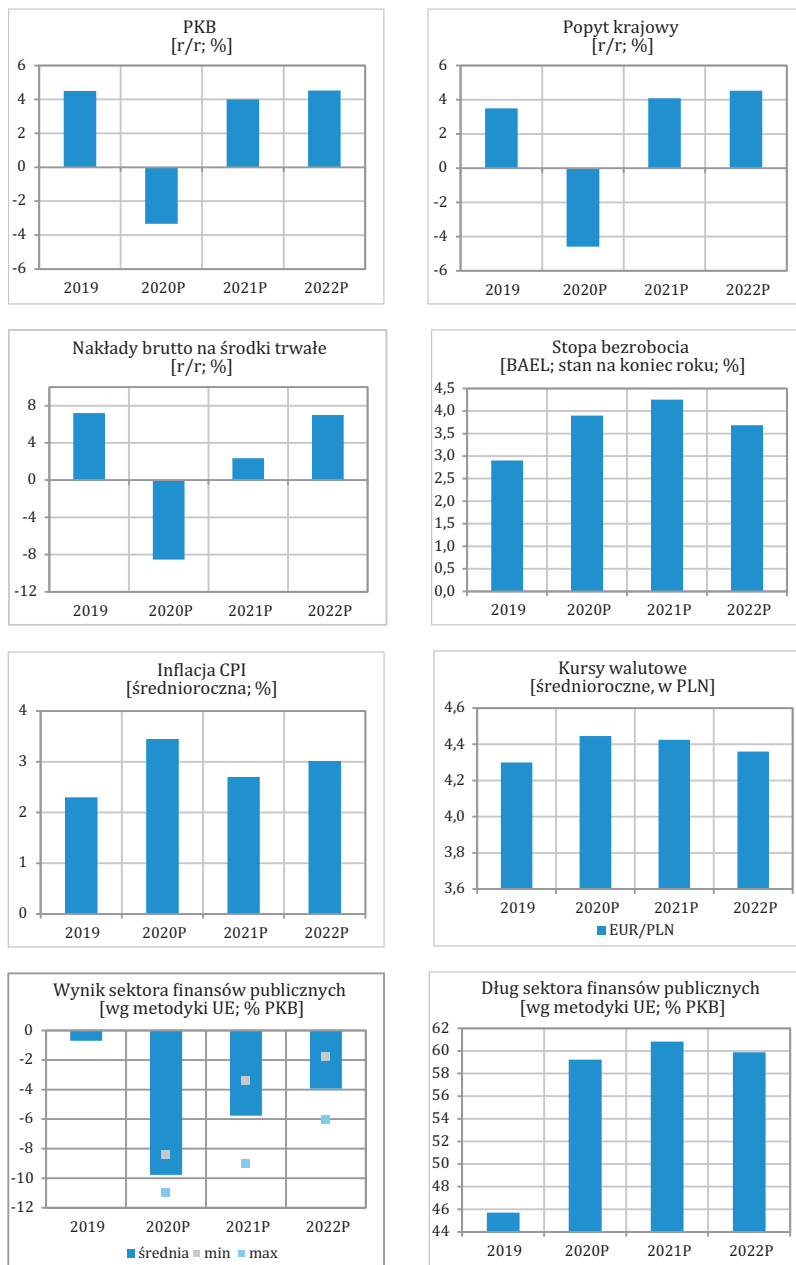 PKB
[r/r; %]
6
4
2
0
-2
-4
-6
2019 2020P 2021P 2022P
Popyt krajowy
[r/r; %]
6
4
2
0
-2
-4
-6
2019 2020P 2021P 2022P
Nakłady brutto na środki trwałe
[r/r; %]
8
4
0
-4
-8
-12
2019 2020P 2021P 2022P
Stopa bezrobocia
[BAEL; stan na koniec roku; %]
4,5
4,0
3,5
3,0
2,5
2,0
1,5
1,0
0,5
0,0
2019 2020P 2021P 2022P
Inflacja CPI
[średnioroczna; %]
4
3
2
1
0
2019 2020P 2021P 2022P
Kursy walutowe
[średnioroczne, w PLN]
4,6
4,4
4,2
4,0
3,8
3,6
2019 2020P 2021P 2022P
EUR/PLN
Wynik sektora finansów publicznych
[wg metodyki UE; % PKB]
0
-2
-4
-6
-8
-10
-12
2019 2020P 2021P 2022P
średnia min max
Dług sektora finansów publicznych
[wg metodyki UE; % PKB]
62
60
58
56
54
52
50
48
46
44
2019 2020P 2021P 2022P